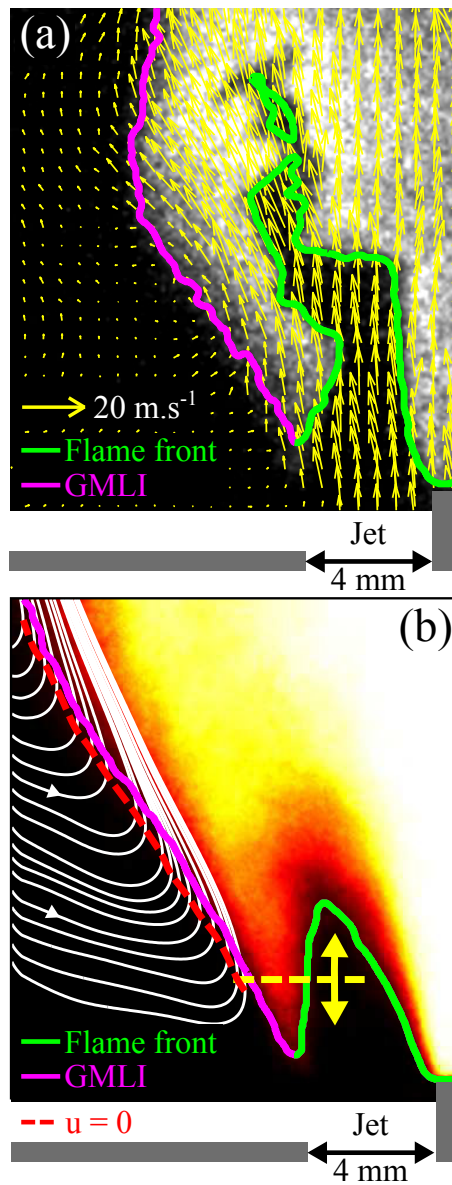 (a)
20 m.s⁻¹
Flame front
GMLI
Jet
4 mm
(b)
Flame front
GMLI
u = 0
Jet
4 mm